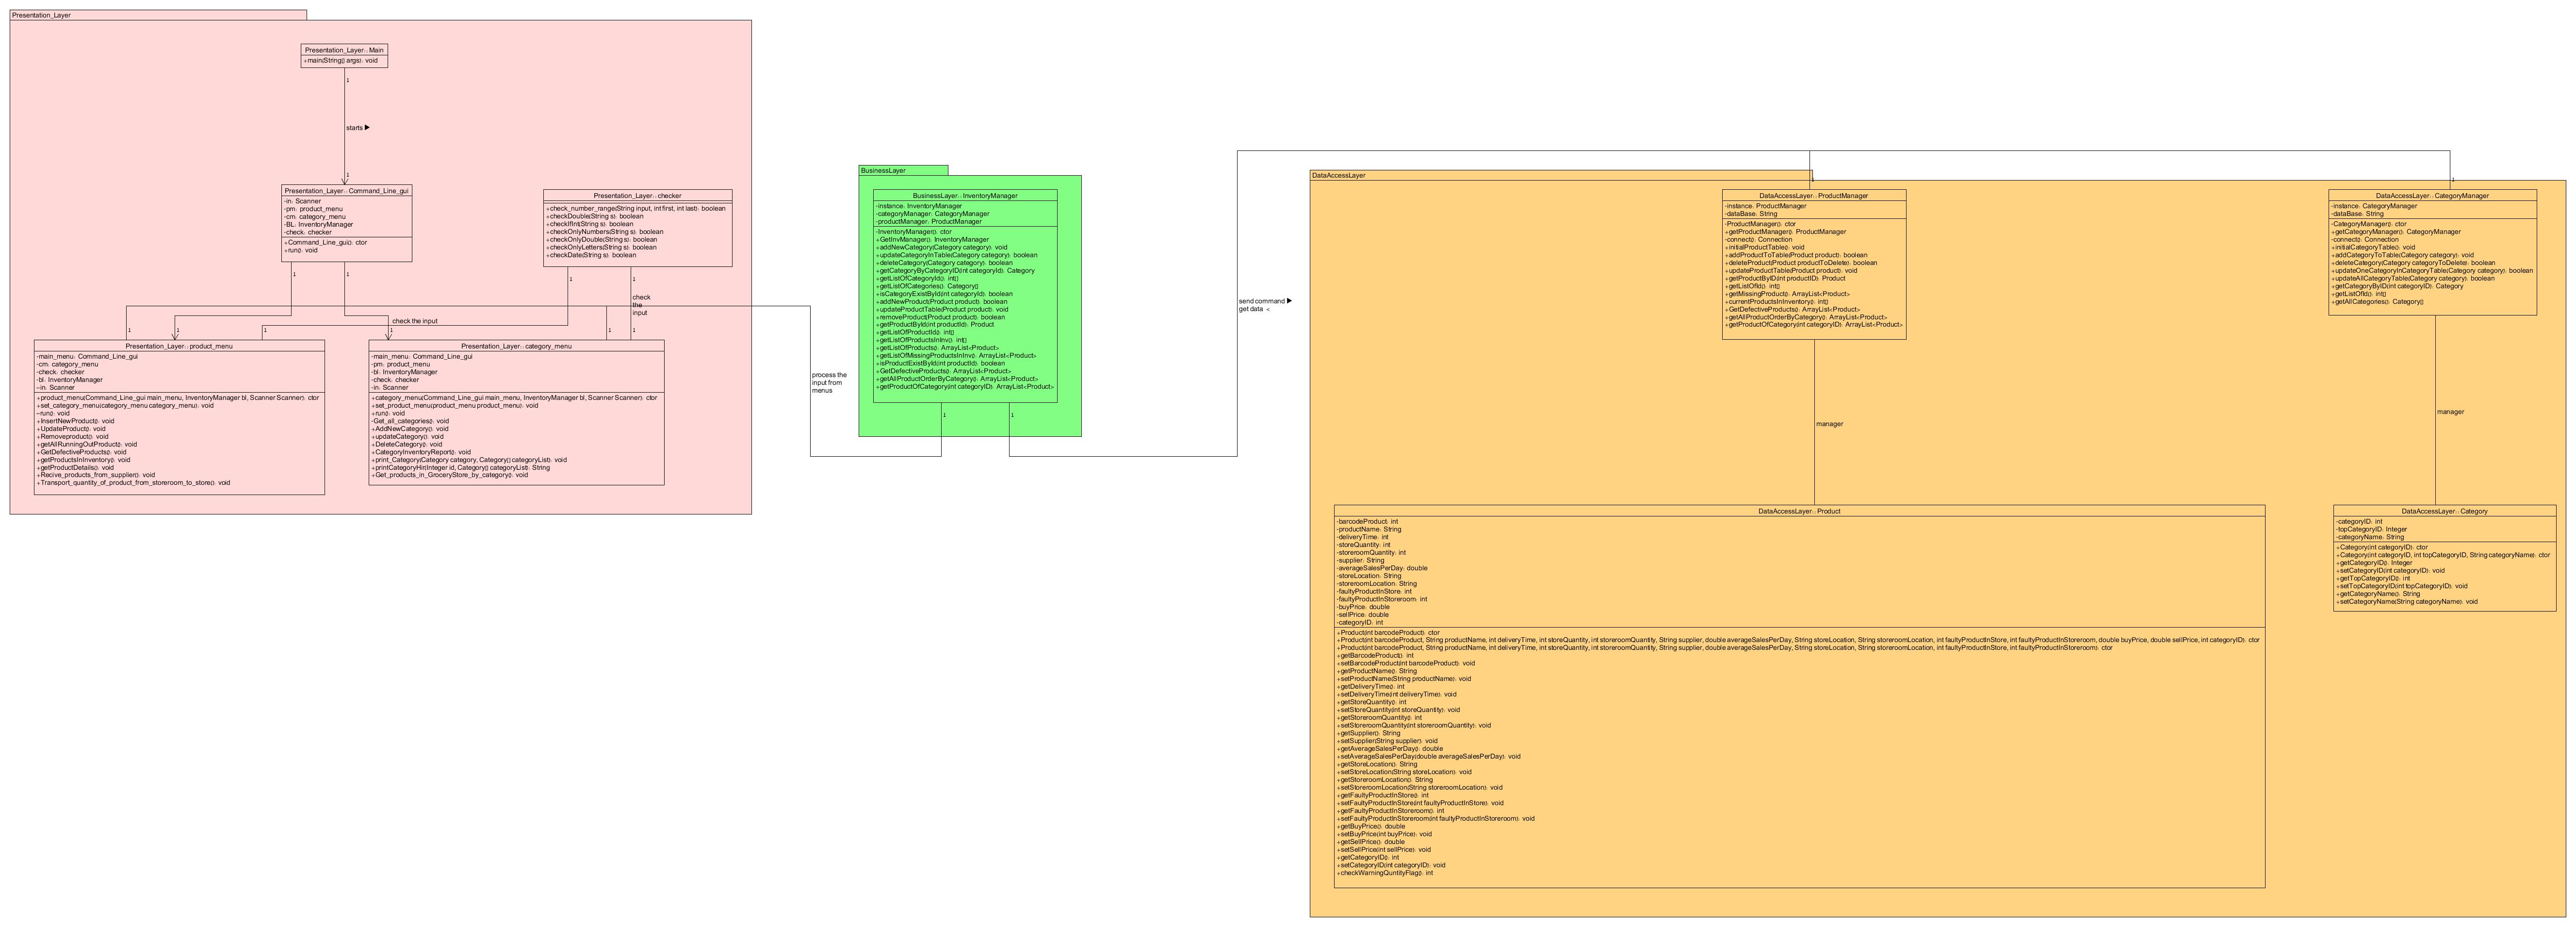 Presentation_Layer
Presentation_Layer::Main
+main(String[] args): void
1
starts ▶
1
Presentation_Layer::Command_Line_gui
-in: Scanner
-pm: product_menu
-cm: category_menu
-BL: InventoryManager
-check: checker
+Command_Line_gui(): ctor
+run(): void
1
1
Presentation_Layer::checker
+check_number_range(String input, int first, int last): boolean
+checkDouble(String s): boolean
+checkIfInt(String s): boolean
+checkOnlyNumbers(String s): boolean
+checkOnlyDouble(String s): boolean
+checkOnlyLetters(String s): boolean
+checkDate(String s): boolean
1
1
check
the
input
check the input
1
1
1
1
1
1
Presentation_Layer::product_menu
-main_menu: Command_Line_gui
-cm: category_menu
-check: checker
-bl: InventoryManager
~in: Scanner
+product_menu(Command_Line_gui main_menu, InventoryManager bl, Scanner Scanner): ctor
+set_category_menu(category_menu category_menu): void
~run(): void
+InsertNewProduct(): void
+UpdateProduct(): void
+Removeproduct(): void
+getAllRunningOutProduct(): void
+GetDefectiveProducts(): void
+getProductsInInventory(): void
+getProductDetails(): void
+Recive_products_from_supplier(): void
+Transport_quantity_of_product_from_storeroom_to_store(): void
Presentation_Layer::category_menu
-main_menu: Command_Line_gui
-pm: product_menu
-bl: InventoryManager
-check: checker
-in: Scanner
+category_menu(Command_Line_gui main_menu, InventoryManager bl, Scanner Scanner): ctor
+set_product_menu(product_menu product_menu): void
+run(): void
-Get_all_categories(): void
+AddNewCategory(): void
+updateCategory(): void
+DeleteCategory(): void
+CategoryInventoryReport(): void
+print_Category(Category category, Category[] categoryList): void
+printCategoryHir(Integer id, Category[] categoryList): String
+Get_products_in_GroceryStore_by_category(): void
process the
input from
menus
BusinessLayer
BusinessLayer::InventoryManager
-instance: InventoryManager
-categoryManager: CategoryManager
-productManager: ProductManager
-InventoryManager(): ctor
+GetInvManager(): InventoryManager
+addNewCategory(Category category): void
+updateCategoryInTable(Category category): boolean
+deleteCategory(Category category): boolean
+getCategoryByCategoryID(int categoryId): Category
+getListOfCategoryId(): int[]
+getListOfCategories(): Category[]
+isCategoryExistById(int categoryId): boolean
+addNewProduct(Product product): boolean
+updateProductTable(Product product): void
+removeProduct(Product product): boolean
+getProductById(int productId): Product
+getListOfProductId(): int[]
+getListOfProductsInInv(): int[]
+getListOfProducts(): ArrayList<Product>
+getListOfMissingProductsInInv(): ArrayList<Product>
+isProductExistById(int productId): boolean
+GetDefectiveProducts(): ArrayList<Product>
+getAllProductOrderByCategory(): ArrayList<Product>
+getProductOfCategory(int categoryID): ArrayList<Product>
1
1
send command ▶
get data <
DataAccessLayer
1
1
DataAccessLayer::ProductManager
-instance: ProductManager
-dataBase: String
-ProductManager(): ctor
+getProductManager(): ProductManager
-connect(): Connection
+initialProductTable(): void
+addProductToTable(Product product): boolean
+deleteProduct(Product productToDelete): boolean
+updateProductTable(Product product): void
+getProductByID(int productID): Product
+getListOfId(): int[]
+getMissingProduct(): ArrayList<Product>
+currentProductsInInventory(): int[]
+GetDefectiveProducts(): ArrayList<Product>
+getAllProductOrderByCategory(): ArrayList<Product>
+getProductOfCategory(int categoryID): ArrayList<Product>
DataAccessLayer::CategoryManager
-instance: CategoryManager
-dataBase: String
-CategoryManager(): ctor
+getCategoryManager(): CategoryManager
-connect(): Connection
+initialCategoryTable(): void
+addCategoryToTable(Category category): void
+deleteCategory(Category categoryToDelete): boolean
+updateOneCategoryInCategoryTable(Category category): boolean
+updateAllCategoryTable(Category category): boolean
+getCategoryByID(int categoryID): Category
+getListOfId(): int[]
+getAllCategories(): Category[]
manager
manager
DataAccessLayer::Product
-barcodeProduct: int
-productName: String
-deliveryTime: int
-storeQuantity: int
-storeroomQuantity: int
-supplier: String
-averageSalesPerDay: double
-storeLocation: String
-storeroomLocation: String
-faultyProductInStore: int
-faultyProductInStoreroom: int
-buyPrice: double
-sellPrice: double
-categoryID: int
+Product(int barcodeProduct): ctor
+Product(int barcodeProduct, String productName, int deliveryTime, int storeQuantity, int storeroomQuantity, String supplier, double averageSalesPerDay, String storeLocation, String storeroomLocation, int faultyProductInStore, int faultyProductInStoreroom, double buyPrice, double sellPrice, int categoryID): ctor
+Product(int barcodeProduct, String productName, int deliveryTime, int storeQuantity, int storeroomQuantity, String supplier, double averageSalesPerDay, String storeLocation, String storeroomLocation, int faultyProductInStore, int faultyProductInStoreroom): ctor
+getBarcodeProduct(): int
+setBarcodeProduct(int barcodeProduct): void
+getProductName(): String
+setProductName(String productName): void
+getDeliveryTime(): int
+setDeliveryTime(int deliveryTime): void
+getStoreQuantity(): int
+setStoreQuantity(int storeQuantity): void
+getStoreroomQuantity(): int
+setStoreroomQuantity(int storeroomQuantity): void
+getSupplier(): String
+setSupplier(String supplier): void
+getAverageSalesPerDay(): double
+setAverageSalesPerDay(double averageSalesPerDay): void
+getStoreLocation(): String
+setStoreLocation(String storeLocation): void
+getStoreroomLocation(): String
+setStoreroomLocation(String storeroomLocation): void
+getFaultyProductInStore(): int
+setFaultyProductInStore(int faultyProductInStore): void
+getFaultyProductInStoreroom(): int
+setFaultyProductInStoreroom(int faultyProductInStoreroom): void
+getBuyPrice(): double
+setBuyPrice(int buyPrice): void
+getSellPrice(): double
+setSellPrice(int sellPrice): void
+getCategoryID(): int
+setCategoryID(int categoryID): void
+checkWarningQuntityFlag(): int
DataAccessLayer::Category
-categoryID: int
-topCategoryID: Integer
-categoryName: String
+Category(int categoryID): ctor
+Category(int categoryID, int topCategoryID, String categoryName): ctor
+getCategoryID(): Integer
+setCategoryID(int categoryID): void
+getTopCategoryID(): int
+setTopCategoryID(int topCategoryID): void
+getCategoryName(): String
+setCategoryName(String categoryName): void